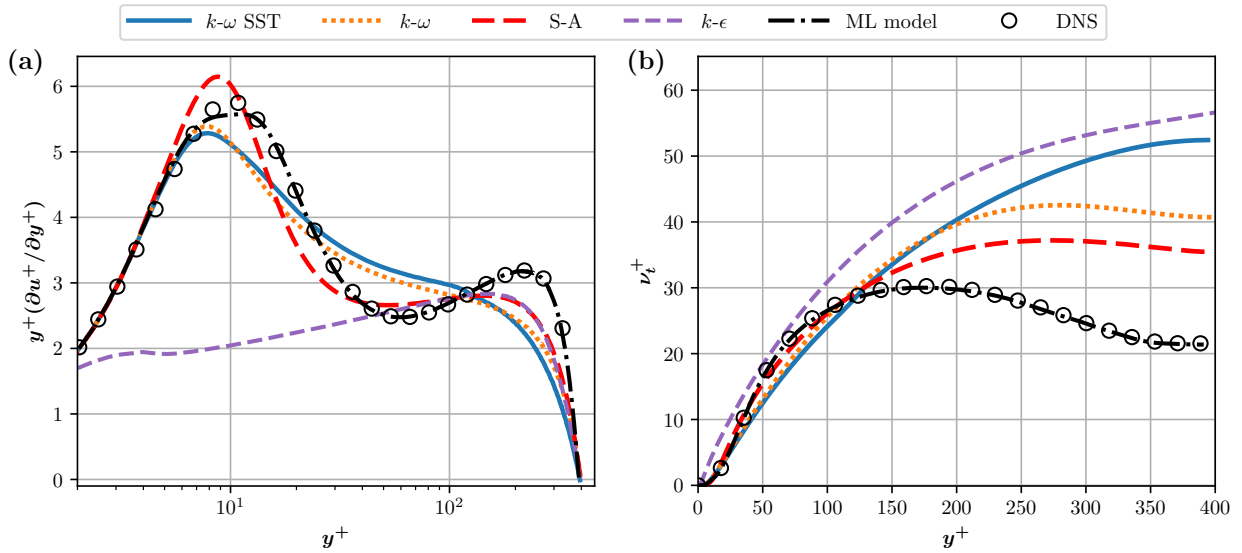 k-ω SST k-ω S-A k-ϵ ML model DNS
(a)
y⁺(∂u⁺/∂y⁺)
6
5
4
3
2
1
0
10¹ 10²
y⁺
(b)
νₜ⁺
60
50
40
30
20
10
0
0 50 100 150 200 250 300 350 400
y⁺